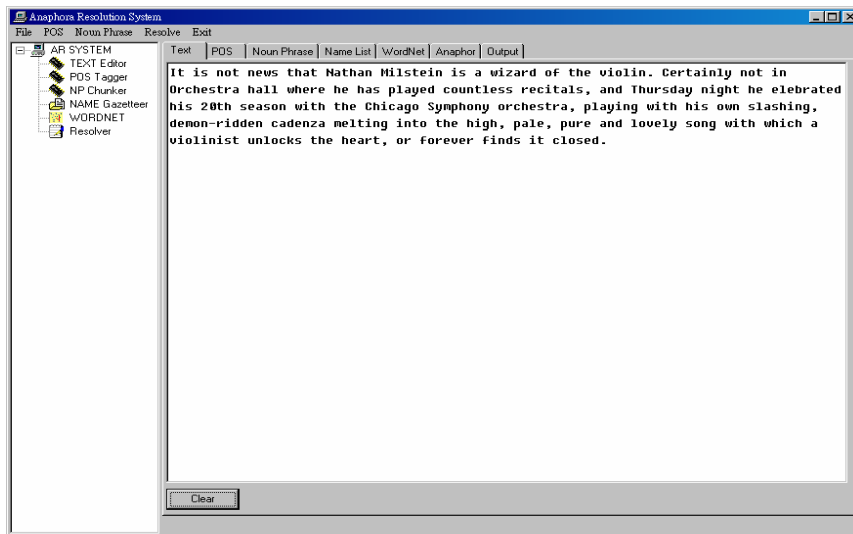 Anaphora Resolution System
File POS Noun Phrase Resolve Exit
AR SYSTEM
TEXT Editor
POS Tagger
NP Chunker
NAME Gazetteer
WORDNET
Resolver
Text POS Noun Phrase Name List WordNet Anaphor Output
It is not news that Nathan Milstein is a wizard of the violin. Certainly not in
Orchestra hall where he has played countless recitals, and Thursday night he elebrated
his 20th season with the Chicago Symphony orchestra, playing with his own slashing,
demon-ridden cadenza melting into the high, pale, pure and lovely song with which a
violinist unlocks the heart, or forever finds it closed.
Clear